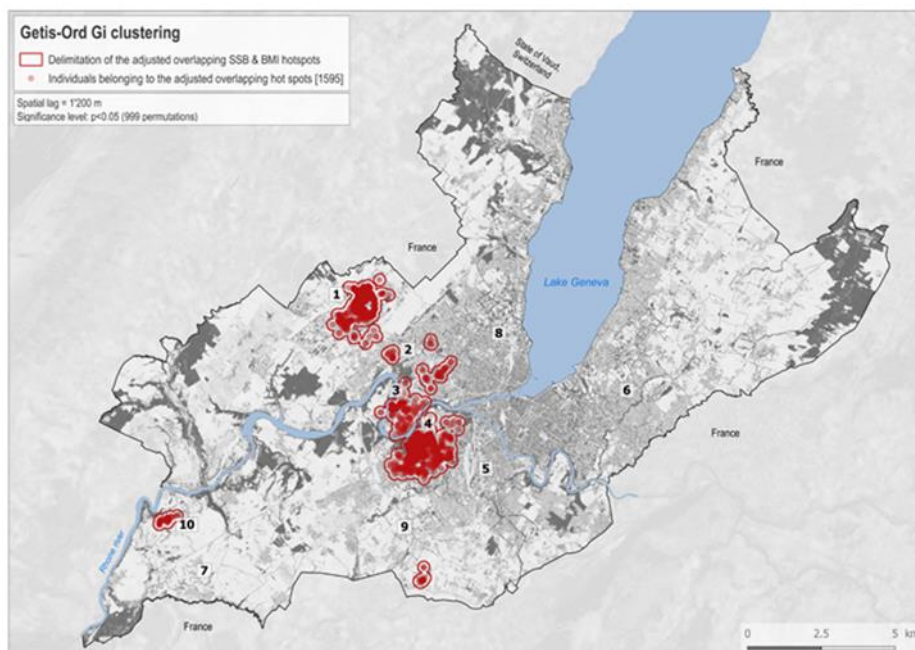 Getis-Ord Gi clustering
Delimitation of the adjusted overlapping SSB & BMI hotspots
Individuals belonging to the adjusted overlapping hot spots [1595]
Spatial lag = 1'200 m
Significance level: p<0.05 (999 permutations)
State of Vaud,
Switzerland
France
France
Lake Geneva
1
8
2
3
6
4
France
5
10
9
Rhone river
7
France
0
2.5
5 km